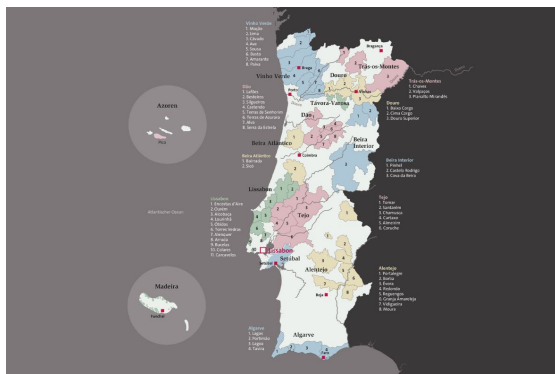 Vinho Verde
1. Monção
2. Lima
3. Cávado
4. Ave
5. Sousa
6. Basto
7. Amarante
8. Paiva
Bragança
Braga
Trás-os-Montes
Vinho Verde
Douro
Porto
Távora-Varosa
Trás-os-Montes
1. Chaves
2. Valpaços
3. Planalto Mirandês
Douro
1. Baixo Corgo
2. Cima Corgo
3. Douro Superior
Azoren
Pico
Dão
1. Lafões
2. Besteiros
3. Silgueiros
4. Castendo
5. Terras de Senhorim
6. Terras de Azurara
7. Alva
8. Serra da Estrela
Dão
Beira Atlântico
Beira
Interior
Beira Atlântico
1. Bairrada
2. Dão
Coimbra
Beira Interior
1. Pinhel
2. Castelo Rodrigo
3. Cova da Beira
Lissabon
Lissabon
1. Encostas d'Aire
2. Ourém
3. Alcobaça
4. Lourinhã
5. Óbidos
6. Torres Vedras
7. Alenquer
8. Arruda
9. Bucelas
10. Colares
11. Carcavelos
Tejo
Tejo
1. Tomar
2. Santarém
3. Chamusca
4. Cartaxo
5. Almeirim
6. Coruche
Atlantischer Ozean
Lissabon
Setúbal
Setúbal
Alentejo
Alentejo
1. Portalegre
2. Borba
3. Évora
4. Redondo
5. Reguengos
6. Granja Amareleja
7. Vidigueira
8. Moura
Madeira
Funchal
Beja
Algarve
Algarve
1. Lagos
2. Portimão
3. Lagoa
4. Tavira
Faro